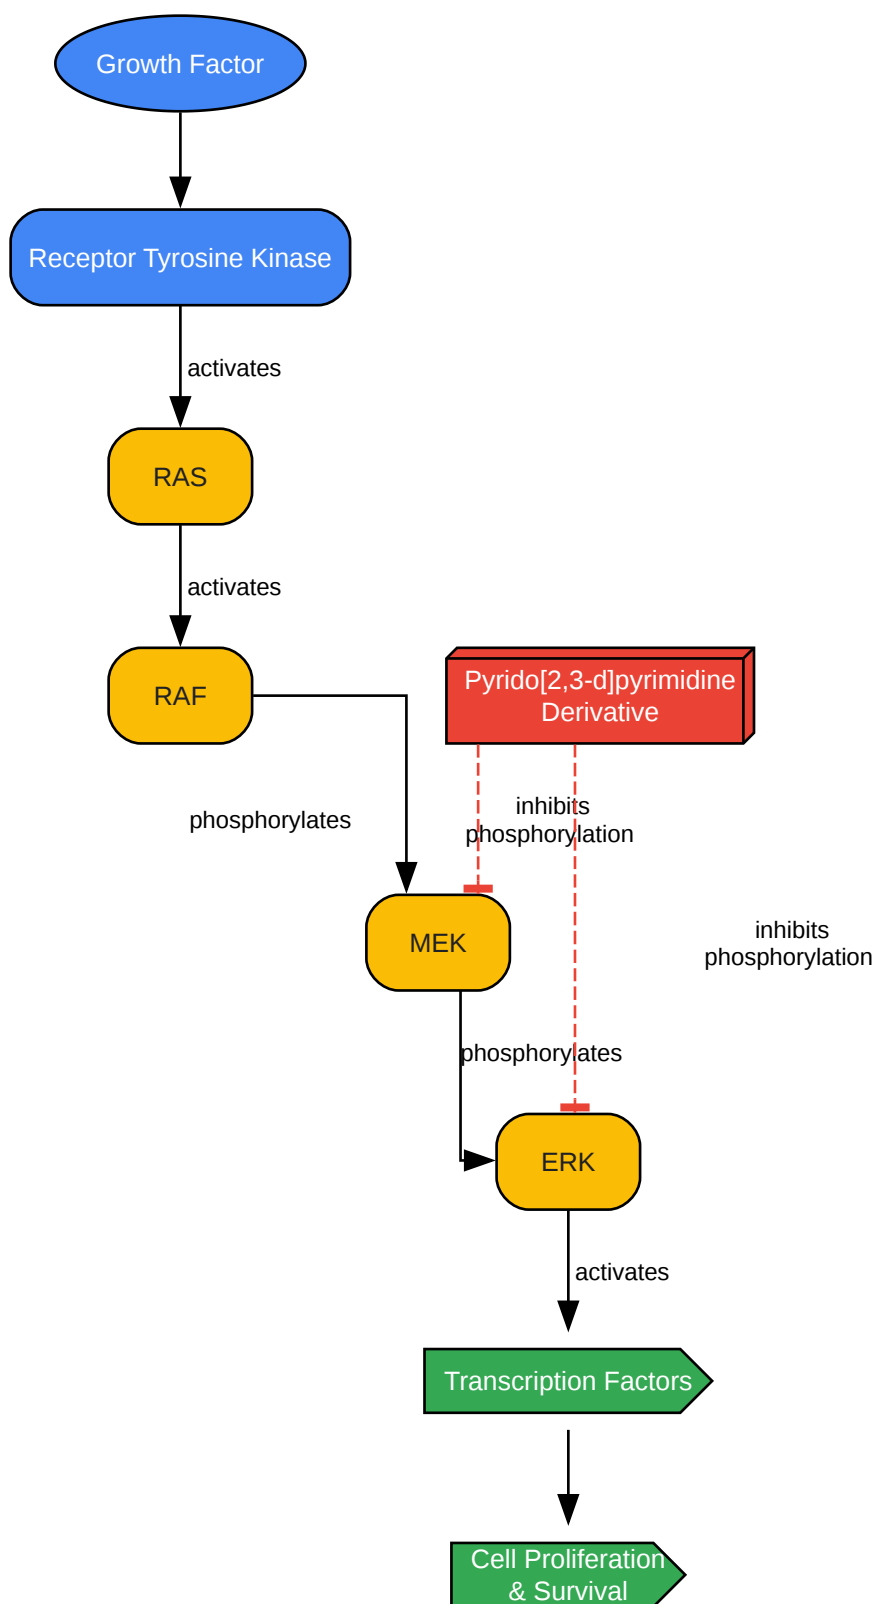 Growth Factor
Receptor Tyrosine Kinase
activates
RAS
activates
RAF
Pyrido[2,3-d]pyrimidine
Derivative
phosphorylates
inhibits
phosphorylation
MEK
inhibits
phosphorylation
phosphorylates
ERK
activates
Transcription Factors
Cell Proliferation
& Survival